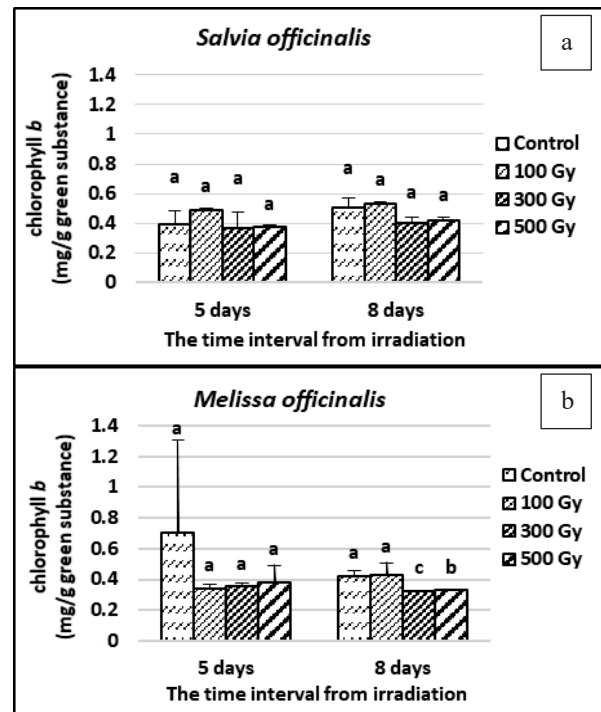 Salvia officinalis
a
chlorophyll b
(mg/g green substance)
1.4
1.2
1
0.8
0.6
0.4
0.2
0
a a a a
a a a a
5 days 8 days
The time interval from irradiation
Control
100 Gy
300 Gy
500 Gy
Melissa officinalis
b
chlorophyll b
(mg/g green substance)
1.4
1.2
1
0.8
0.6
0.4
0.2
0
a a a a
a a c b
5 days 8 days
The time interval from irradiation
Control
100 Gy
300 Gy
500 Gy